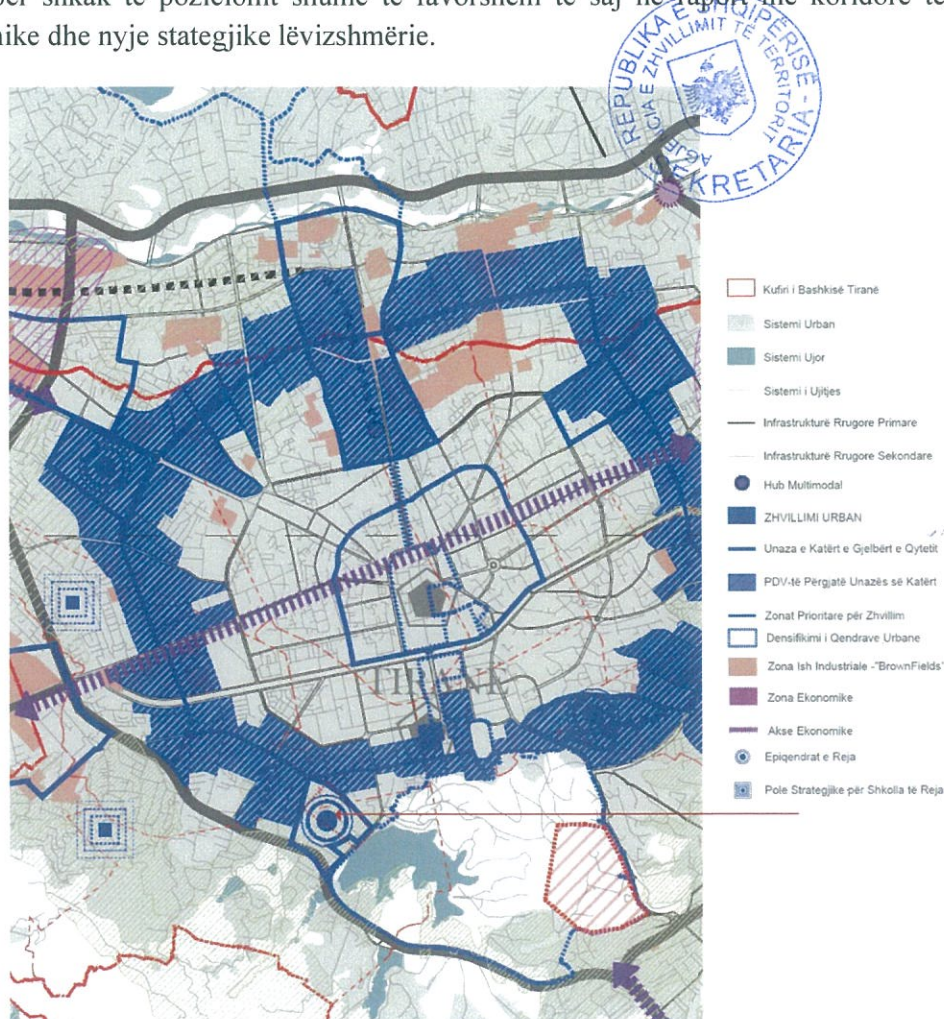 për shkak të pozicionit shumë të favorshëm të saj në raport me
nike dhe nyje stategjike lëvizshmërie.
REPUBLIKA E SHQIPËRISË -
AGJENCIA E ZHVILLIMIT TË TERRITORIT
SEKRETARIA -
Kufiri i Bashkisë Tiranë
Sistemi Urban
Sistemi Ujor
Sistemi i Ujitjes
Infrastrukturë Rrugore Primare
Infrastrukturë Rrugore Sekondare
Hub Multimodal
ZHVILLIMI URBAN
Unaza e Katërt e Gjelbërt e Qytetit
PDV-të Përgjatë Unazës së Katërt
Zonat Prioritare për Zhvillim
Densifikimi i Qendrave Urbane
Zona Ish Industriale -"BrownFields"
Zona Ekonomike
Akse Ekonomike
Epiqendrat e Reja
Pole Strategjike për Shkolla të Reja
TIRANË